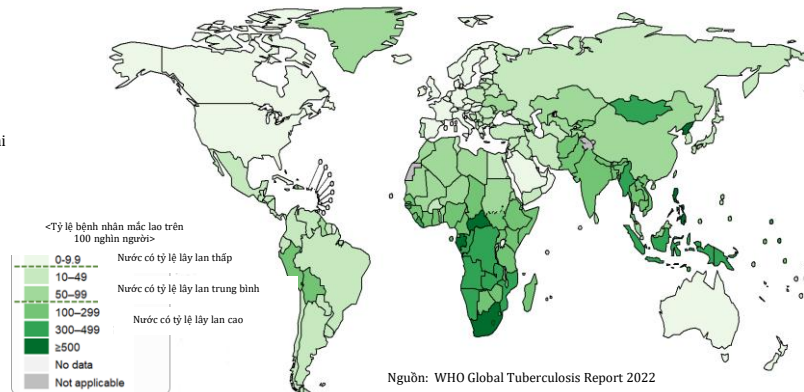 <Tỷ lệ bệnh nhân mắc lao trên
100 nghìn người>
0-9.9
Nước có tỷ lệ lây lan thấp
10–49
50–99
Nước có tỷ lệ lây lan trung bình
100–299
300–499
Nước có tỷ lệ lây lan cao
≥500
No data
Not applicable
Nguồn: WHO Global Tuberculosis Report 2022